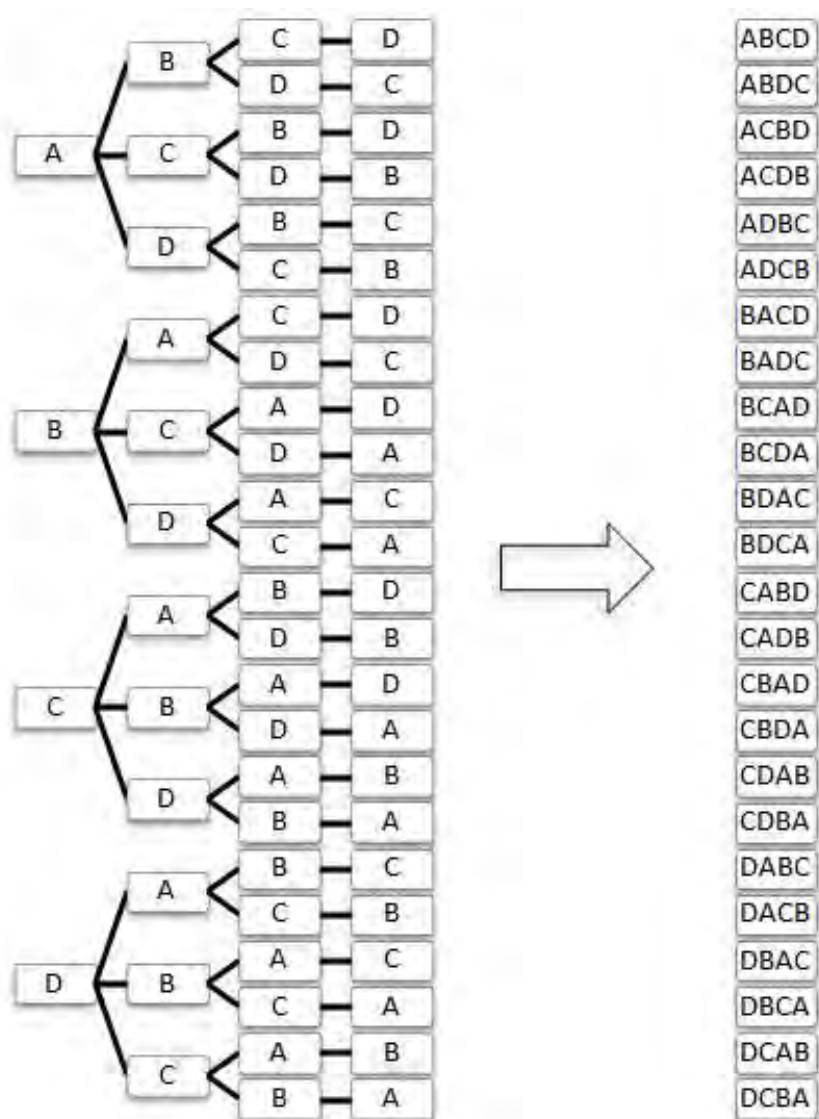 C D ABCD
B
D C ABDC
B D ACBD
A C
D B ACDB
B C ADBC
D
C B ADCB
C D BACD
A
D C BADC
A D BCAD
B C
D A BCDA
A C BDAC
D
C A BDCA
B D CABD
A
D B CADB
A D CBAD
C B
D A CBDA
A B CDAB
D
B A CDBA
B C DABC
A
C B DACB
A C DBAC
D B
C A DBCA
A B DCAB
C
B A DCBA